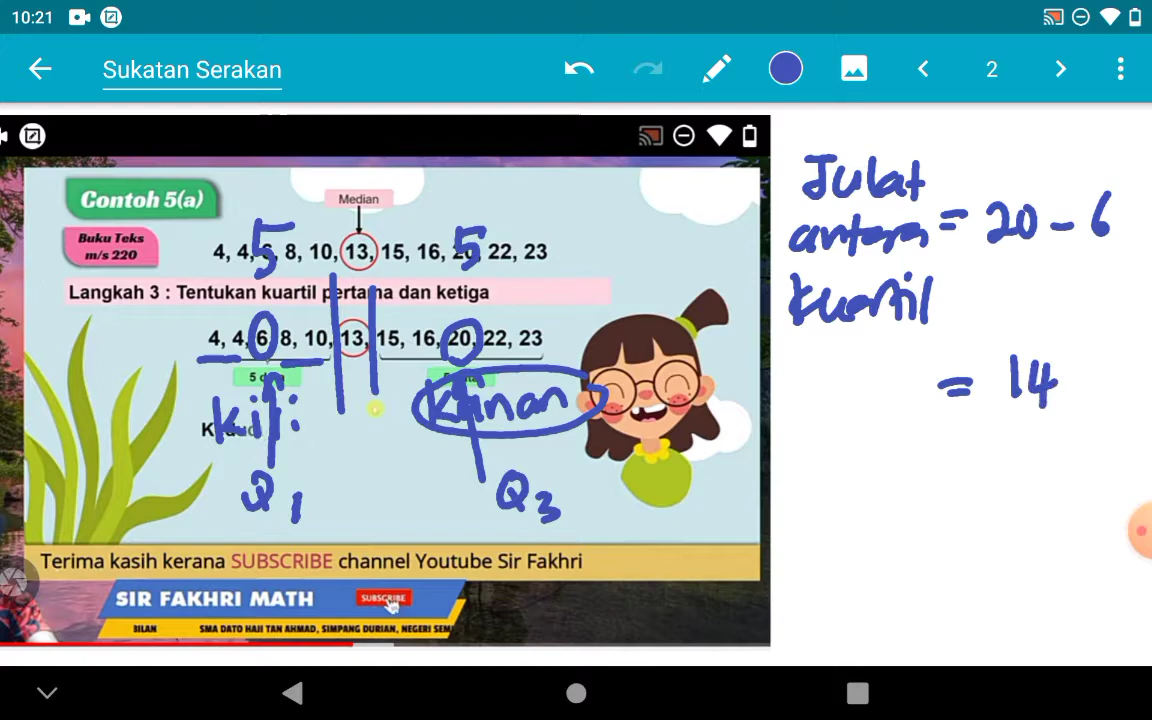 10:21
Sukatan Serakan
2
Contoh 5(a)
Median
Buku Teks
m/s 220
5 5
4, 4, 6, 8, 10, 13, 15, 16, 20, 22, 23
Langkah 3 : Tentukan kuartil pertama dan ketiga
4, 4, 6, 8, 10, 13, 15, 16, 20, 22, 23
kiri
Q1
Q3
Terima kasih kerana SUBSCRIBE channel Youtube Sir Fakhri
SIR FAKHRI MATH
SUBSCRIBE
BILAN
SMA DATO HAJI TAN AHMAD, SIMPANG DURIAN, NEGERI SEM
Julat
antara = 20 - 6
kuartil
= 14